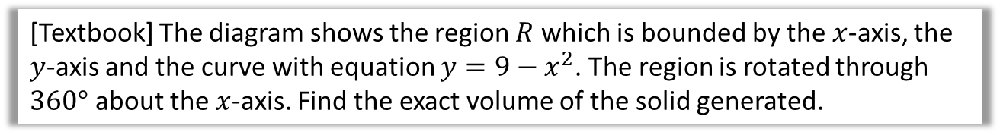 [Textbook] The diagram shows the region 𝑅 which is bounded by the 𝑥-axis, the
𝑦-axis and the curve with equation 𝑦 = 9 − 𝑥². The region is rotated through
360° about the 𝑥-axis. Find the exact volume of the solid generated.